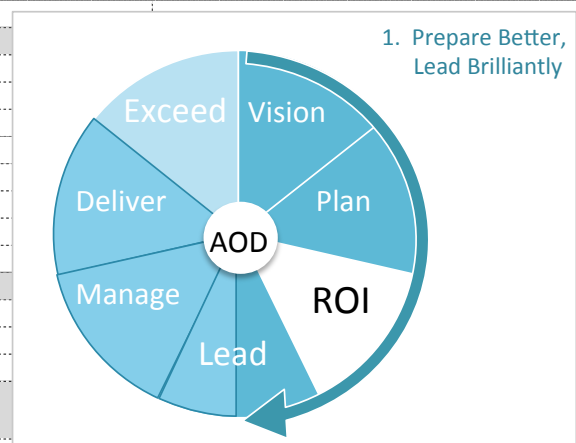 1. Prepare Better,
Lead Brilliantly
Exceed
Vision
Deliver
Plan
AOD
Manage
ROI
Lead